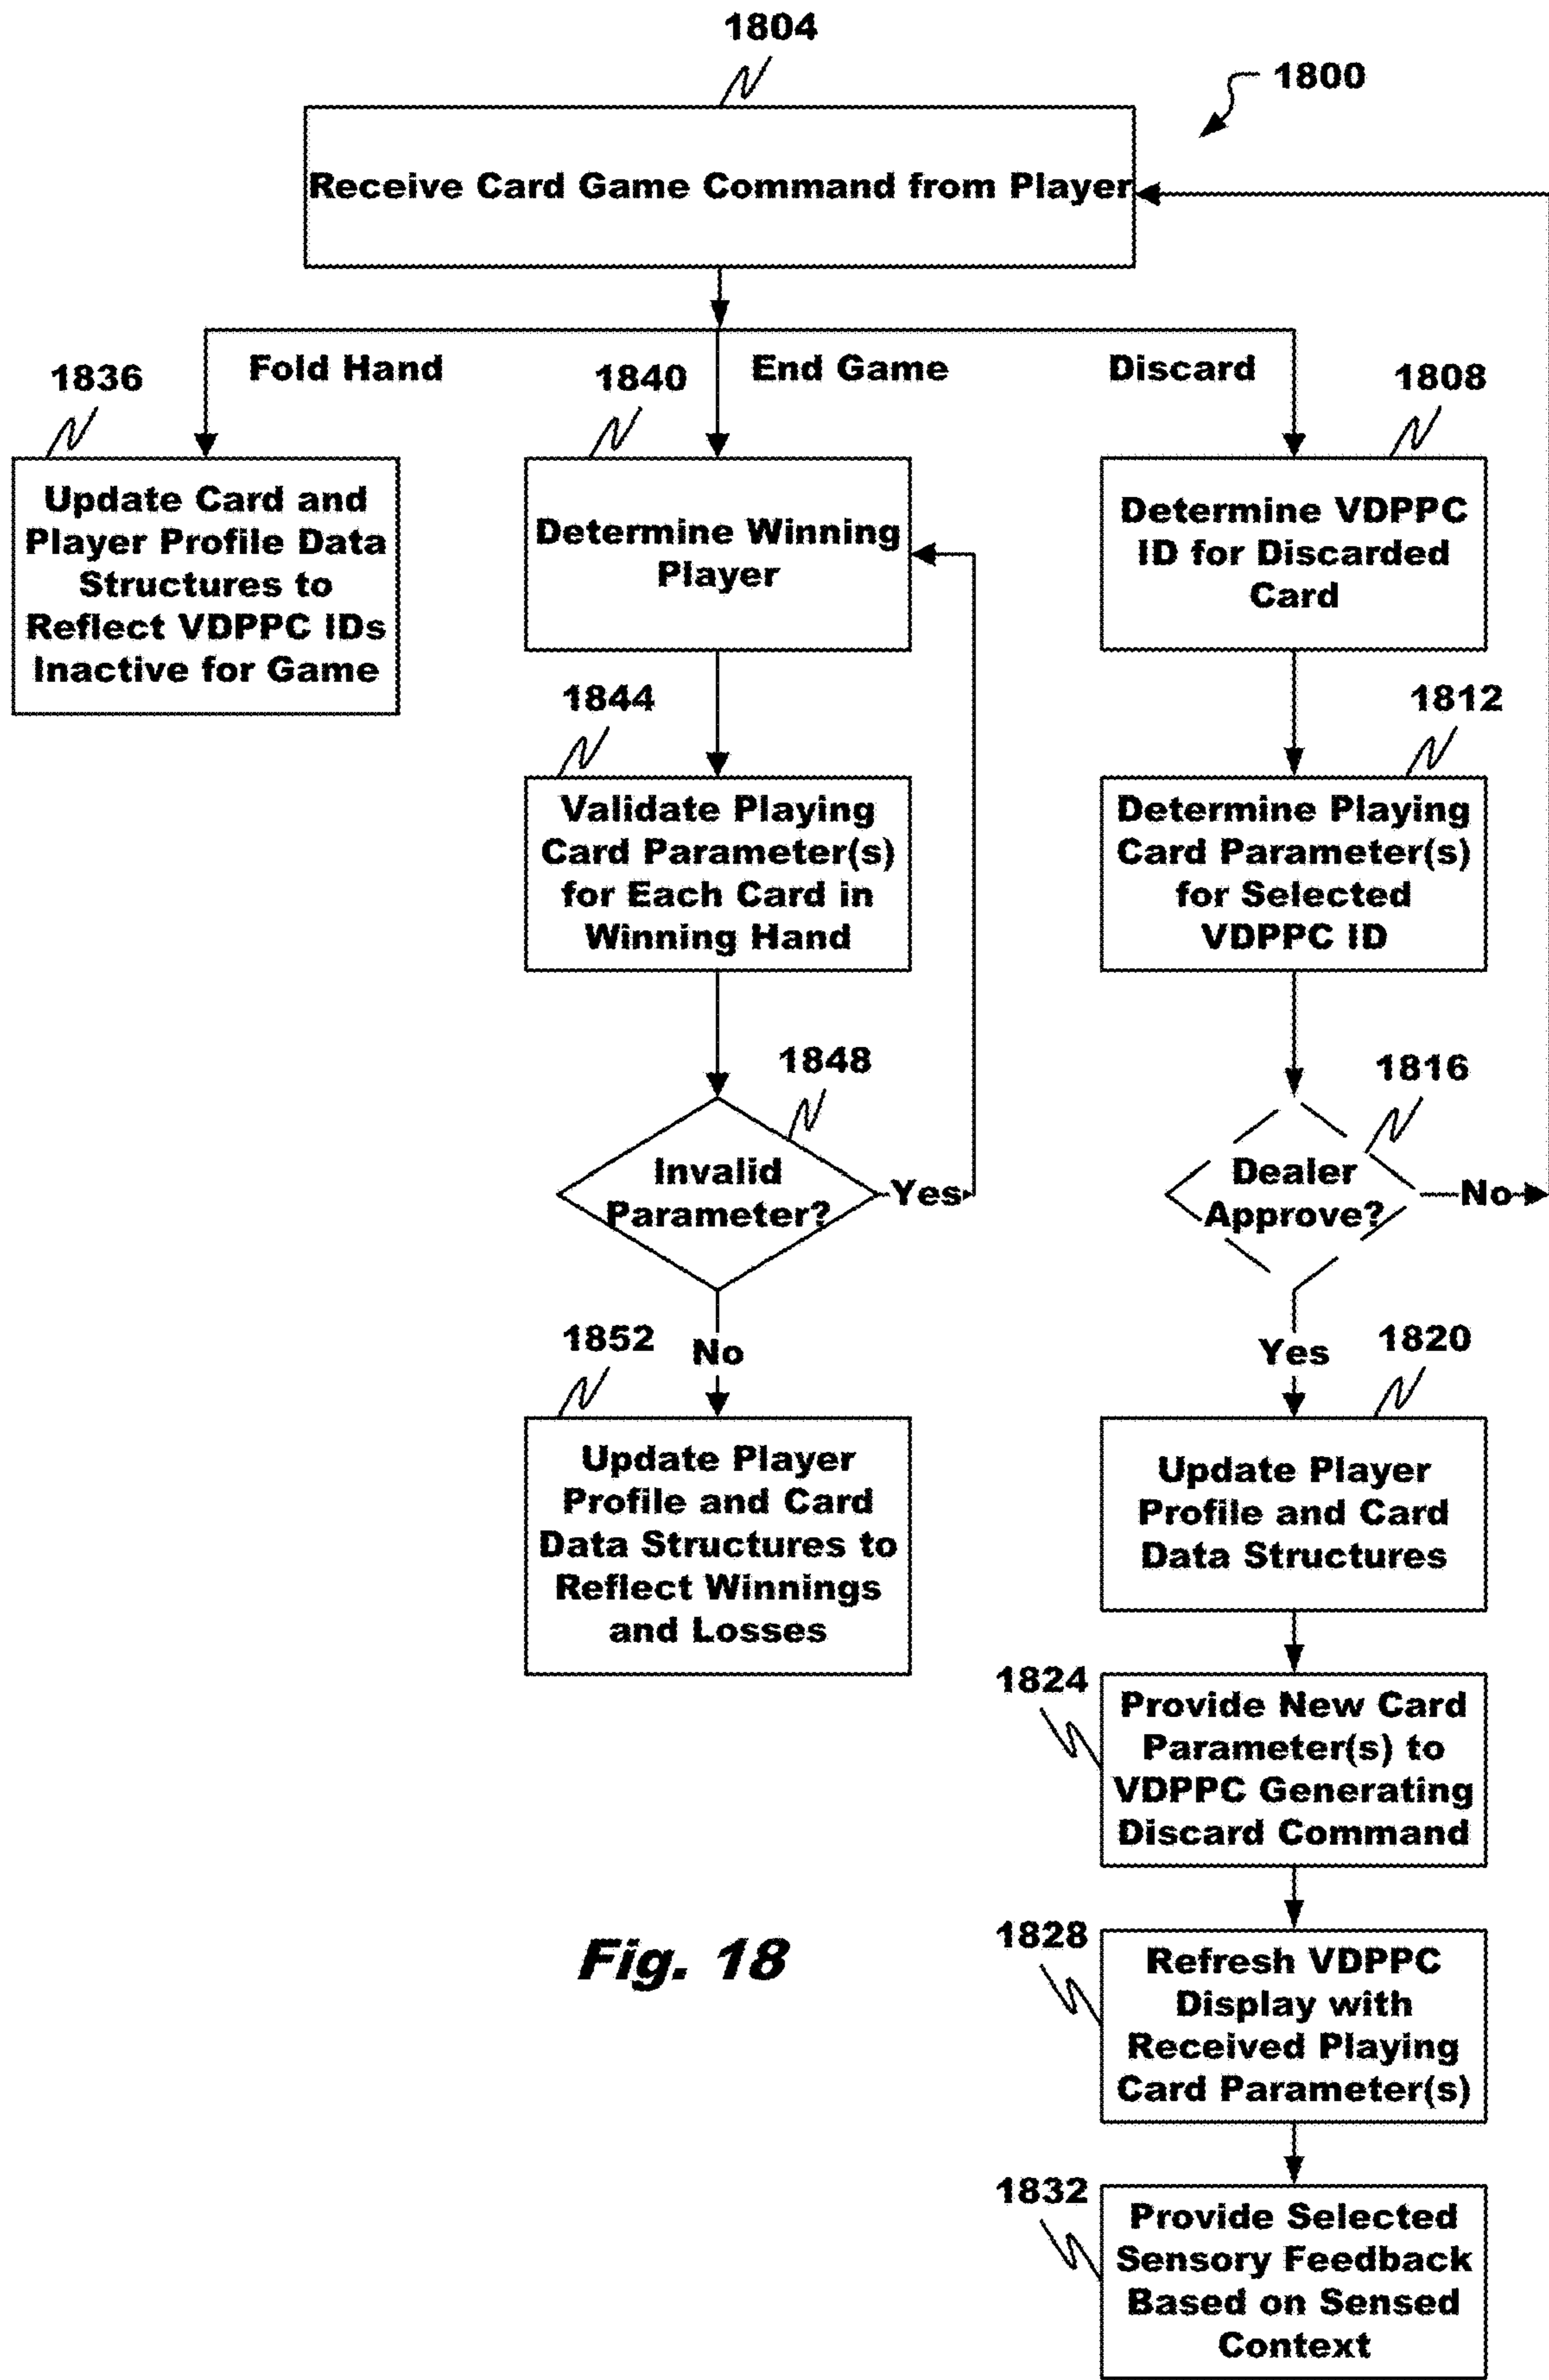 1804
1800
Receive Card Game Command from Player
Fold Hand
End Game
Discard
1836
1840
1808
Update Card and
Player Profile Data
Structures to
Reflect VDPPC IDs
Inactive for Game
Determine Winning
Player
Determine VDPPC
ID for Discarded
Card
1844
1812
Validate Playing
Card Parameter(s)
for Each Card in
Winning Hand
Determine Playing
Card Parameter(s)
for Selected
VDPPC ID
1848
1816
Invalid
Parameter?
Yes
Dealer
Approve?
No
1852
No
Yes
1820
Update Player
Profile and Card
Data Structures to
Reflect Winnings
and Losses
Update Player
Profile and Card
Data Structures
1824
Provide New Card
Parameter(s) to
VDPPC Generating
Discard Command
Fig. 18
1828
Refresh VDPPC
Display with
Received Playing
Card Parameter(s)
1832
Provide Selected
Sensory Feedback
Based on Sensed
Context